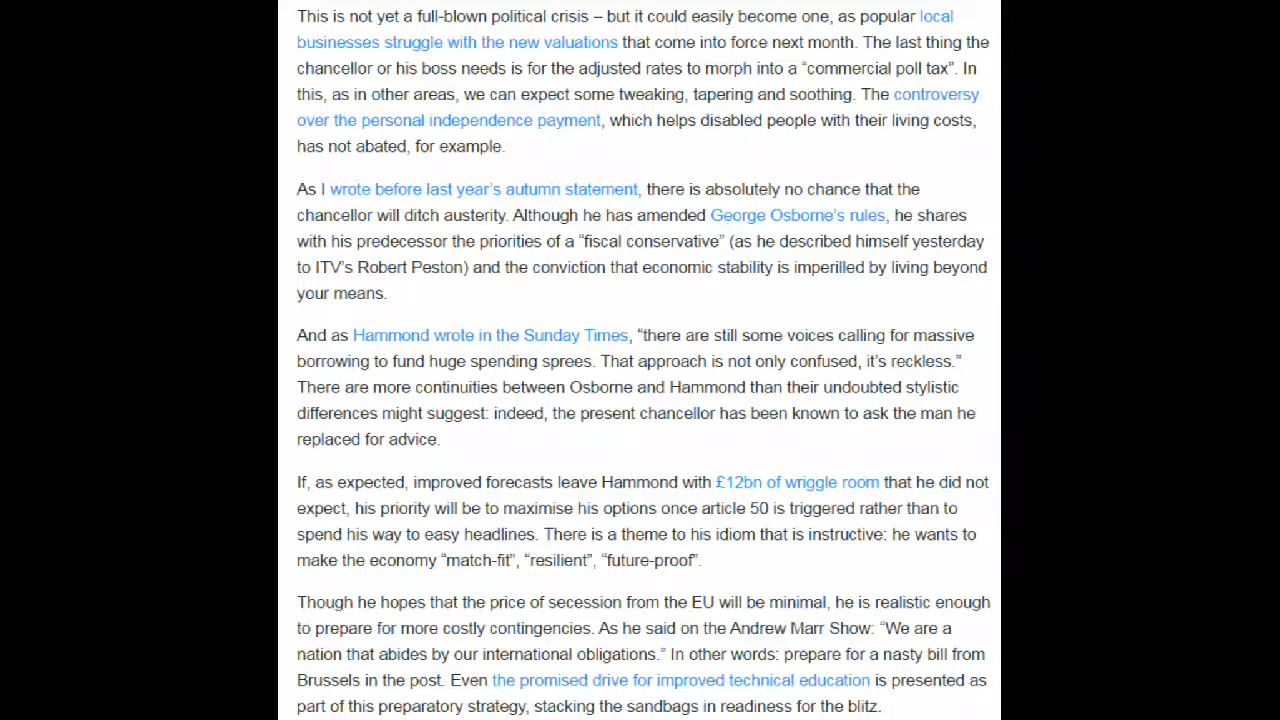 This is not yet a full-blown political crisis – but it could easily become one, as popular local
businesses struggle with the new valuations that come into force next month. The last thing the
chancellor or his boss needs is for the adjusted rates to morph into a “commercial poll tax”. In
this, as in other areas, we can expect some tweaking, tapering and soothing. The controversy
over the personal independence payment, which helps disabled people with their living costs,
has not abated, for example.
As I wrote before last year’s autumn statement, there is absolutely no chance that the
chancellor will ditch austerity. Although he has amended George Osborne’s rules, he shares
with his predecessor the priorities of a “fiscal conservative” (as he described himself yesterday
to ITV’s Robert Peston) and the conviction that economic stability is imperilled by living beyond
your means.
And as Hammond wrote in the Sunday Times, “there are still some voices calling for massive
borrowing to fund huge spending sprees. That approach is not only confused, it’s reckless.”
There are more continuities between Osborne and Hammond than their undoubted stylistic
differences might suggest: indeed, the present chancellor has been known to ask the man he
replaced for advice.
If, as expected, improved forecasts leave Hammond with £12bn of wriggle room that he did not
expect, his priority will be to maximise his options once article 50 is triggered rather than to
spend his way to easy headlines. There is a theme to his idiom that is instructive: he wants to
make the economy “match-fit”, “resilient”, “future-proof”.
Though he hopes that the price of secession from the EU will be minimal, he is realistic enough
to prepare for more costly contingencies. As he said on the Andrew Marr Show: “We are a
nation that abides by our international obligations.” In other words: prepare for a nasty bill from
Brussels in the post. Even the promised drive for improved technical education is presented as
part of this preparatory strategy, stacking the sandbags in readiness for the blitz.